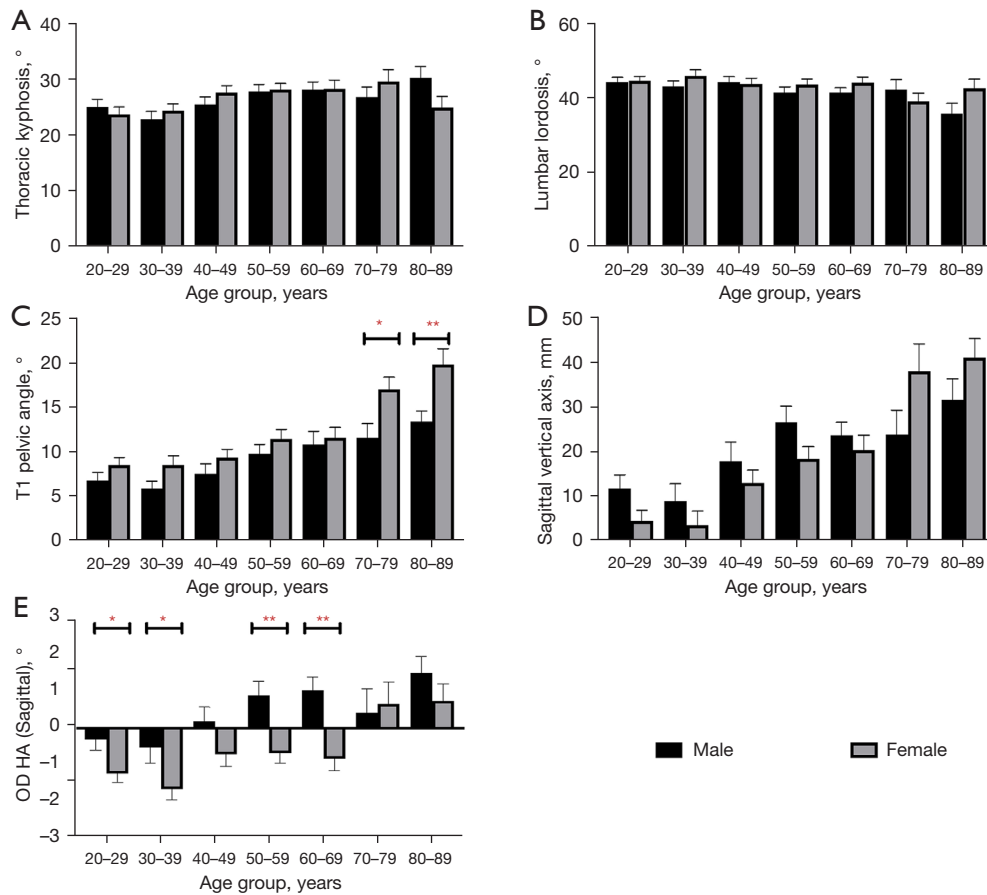 A
Thoracic kyphosis, °
40
30
20
10
0
20–29 30–39 40–49 50–59 60–69 70–79 80–89
Age group, years
B
Lumbar lordosis, °
60
40
20
0
20–29 30–39 40–49 50–59 60–69 70–79 80–89
Age group, years
C
T1 pelvic angle, °
25
20
15
10
5
0
* **
20–29 30–39 40–49 50–59 60–69 70–79 80–89
Age group, years
D
Sagittal vertical axis, mm
50
40
30
20
10
0
20–29 30–39 40–49 50–59 60–69 70–79 80–89
Age group, years
E
OD HA (Sagittal), °
3
2
1
0
–1
–2
–3
* * ** **
20–29 30–39 40–49 50–59 60–69 70–79 80–89
Age group, years
Male Female